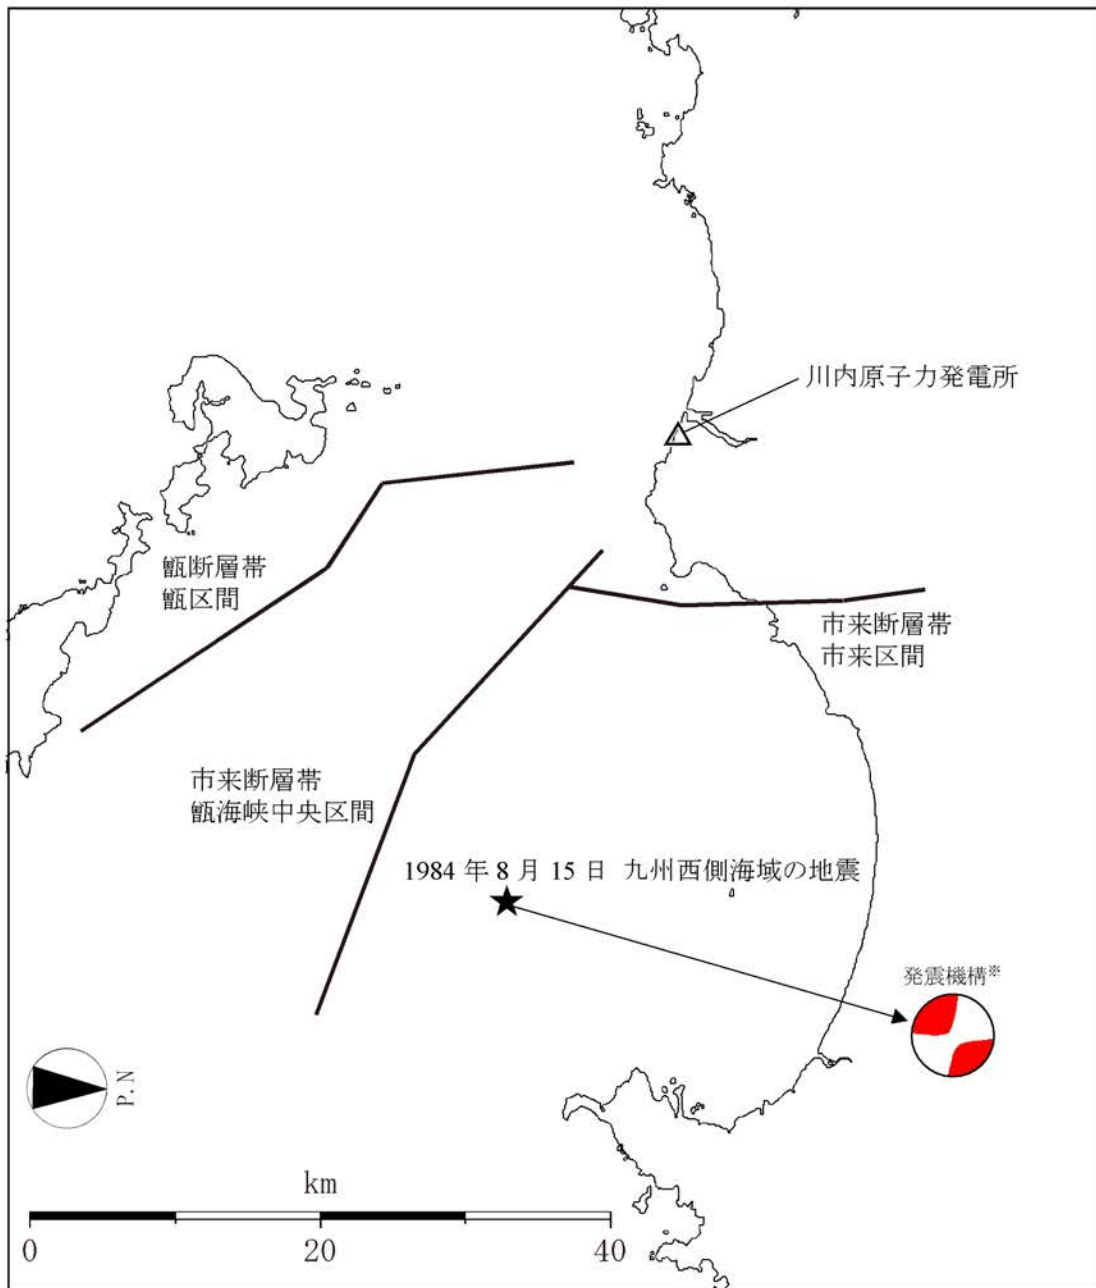 川内原子力発電所
甑断層帯
甑区間
市来断層帯
市来区間
市来断層帯
甑海峡中央区間
1984 年 8 月 15 日 九州西側海域の地震
発震機構※
P.N
km
0 20 40